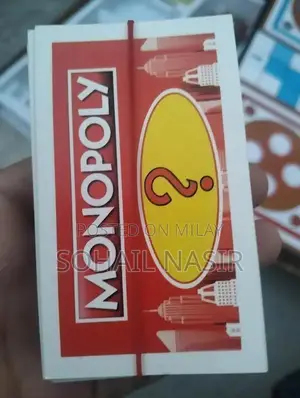 MONOPOLY
?
POSTED ON MILAY
SOHAIL NASIR